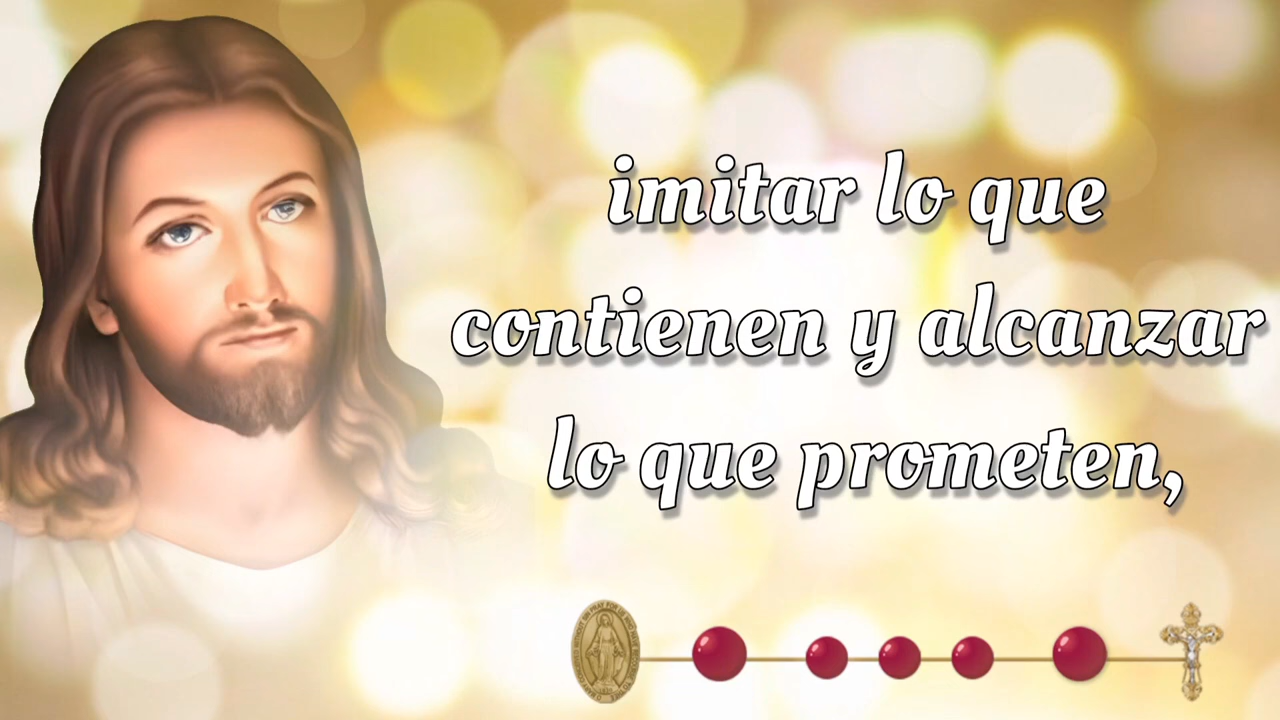 imitar lo que
contienen y alcanzar
lo que prometen,